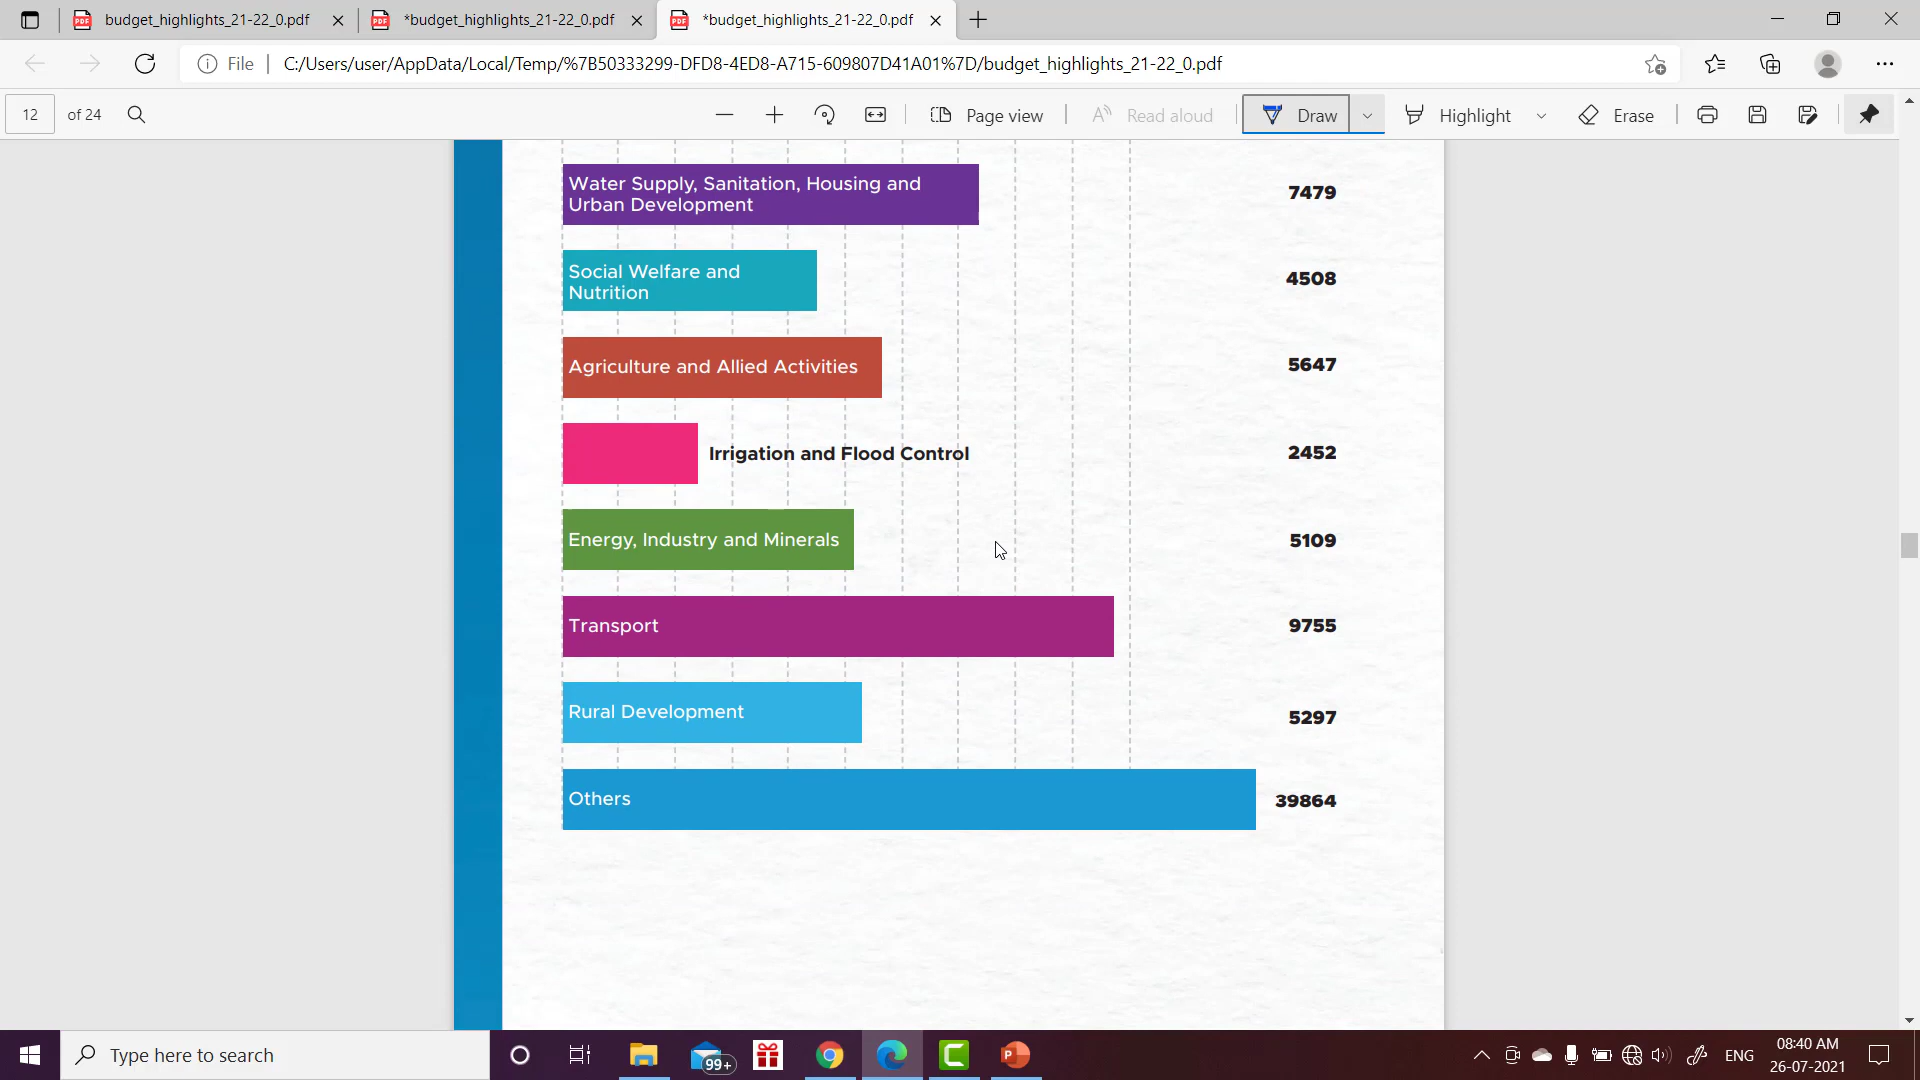 budget_highlights_21-22_0.pdf
*budget_highlights_21-22_0.pdf
*budget_highlights_21-22_0.pdf
File
C:/Users/user/AppData/Local/Temp/%7B50333299-DFD8-4ED8-A715-609807D41A01%7D/budget_highlights_21-22_0.pdf
12 of 24
Page view
Read aloud
Draw
Highlight
Erase
Water Supply, Sanitation, Housing and
Urban Development
7479
Social Welfare and
Nutrition
4508
Agriculture and Allied Activities
5647
Irrigation and Flood Control
2452
Energy, Industry and Minerals
5109
Transport
9755
Rural Development
5297
Others
39864
Type here to search
99+
ENG
08:40 AM
26-07-2021